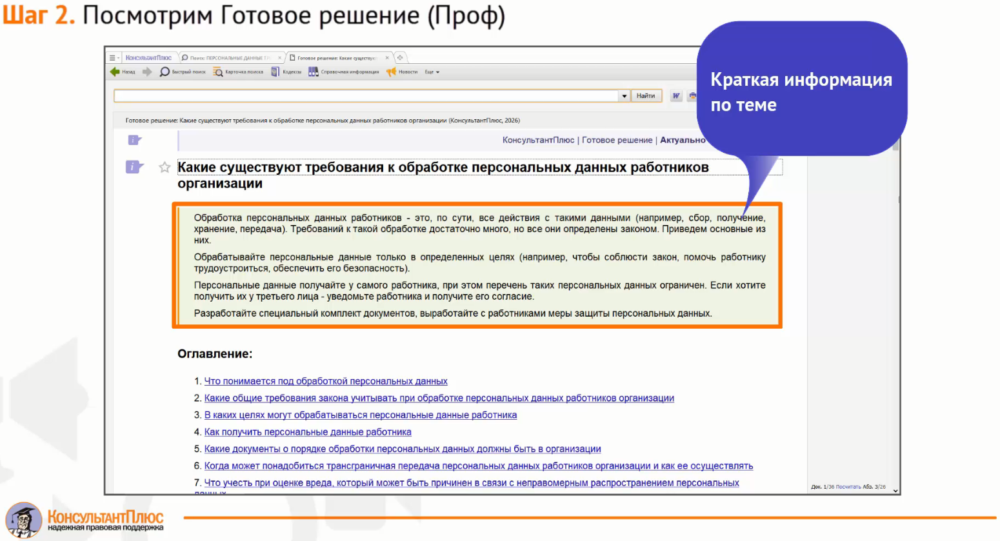 Шаг 2. Посмотрим Готовое решение (Проф)
Краткая информация
по теме
КонсультантПлюс
Поиск: ПЕРСОНАЛЬНЫЕ ДАННЫЕ ТР
Готовое решение: Какие существую
Назад Быстрый поиск Карточка поиска Кодексы Справочная информация Новости Еще
Найти
Готовое решение: Какие существуют требования к обработке персональных данных работников организации (КонсультантПлюс, 2026)
КонсультантПлюс | Готовое решение | Актуально
Какие существуют требования к обработке персональных данных работников
организации
Обработка персональных данных работников - это, по сути, все действия с такими данными (например, сбор, получение,
хранение, передача). Требований к такой обработке достаточно много, но все они определены законом. Приведем основные из
них.
Обрабатывайте персональные данные только в определенных целях (например, чтобы соблюсти закон, помочь работнику
трудоустроиться, обеспечить его безопасность).
Персональные данные получайте у самого работника, при этом перечень таких персональных данных ограничен. Если хотите
получить их у третьего лица - уведомьте работника и получите его согласие.
Разработайте специальный комплект документов, выработайте с работниками меры защиты персональных данных.
Оглавление:
1. Что понимается под обработкой персональных данных
2. Какие общие требования закона учитывать при обработке персональных данных работников организации
3. В каких целях могут обрабатываться персональные данные работника
4. Как получить персональные данные работника
5. Какие документы о порядке обработки персональных данных должны быть в организации
6. Когда может понадобиться трансграничная передача персональных данных работников организации и как ее осуществлять
7. Что учесть при оценке вреда, который может быть причинен в связи с неправомерным распространением персональных
данных
Док. 1/36 Посчитать Абз. 3/26
КонсультантПлюс
надежная правовая поддержка